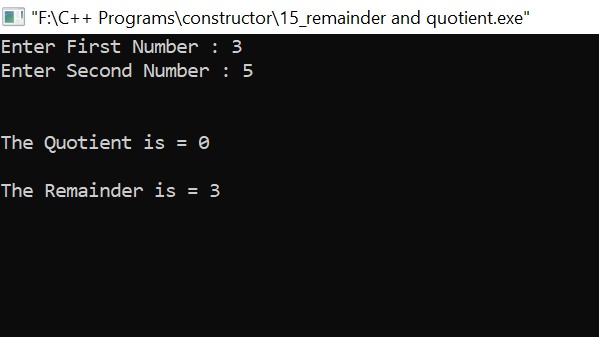 "F:\C++ Programs\constructor\15_remainder and quotient.exe"
Enter First Number : 3
Enter Second Number : 5
The Quotient is = 0
The Remainder is = 3